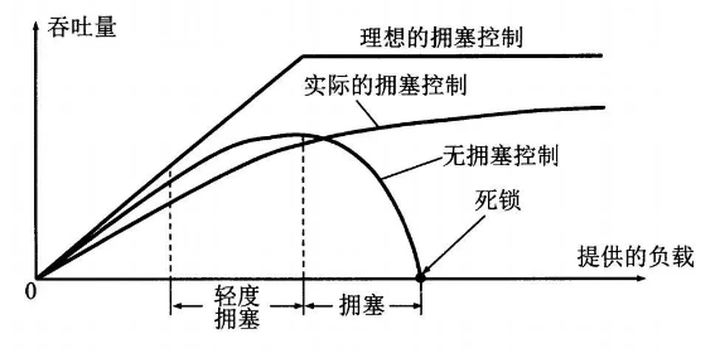 吞吐量
理想的拥塞控制
实际的拥塞控制
无拥塞控制
死锁
提供的负载
0
轻度
拥塞
拥塞